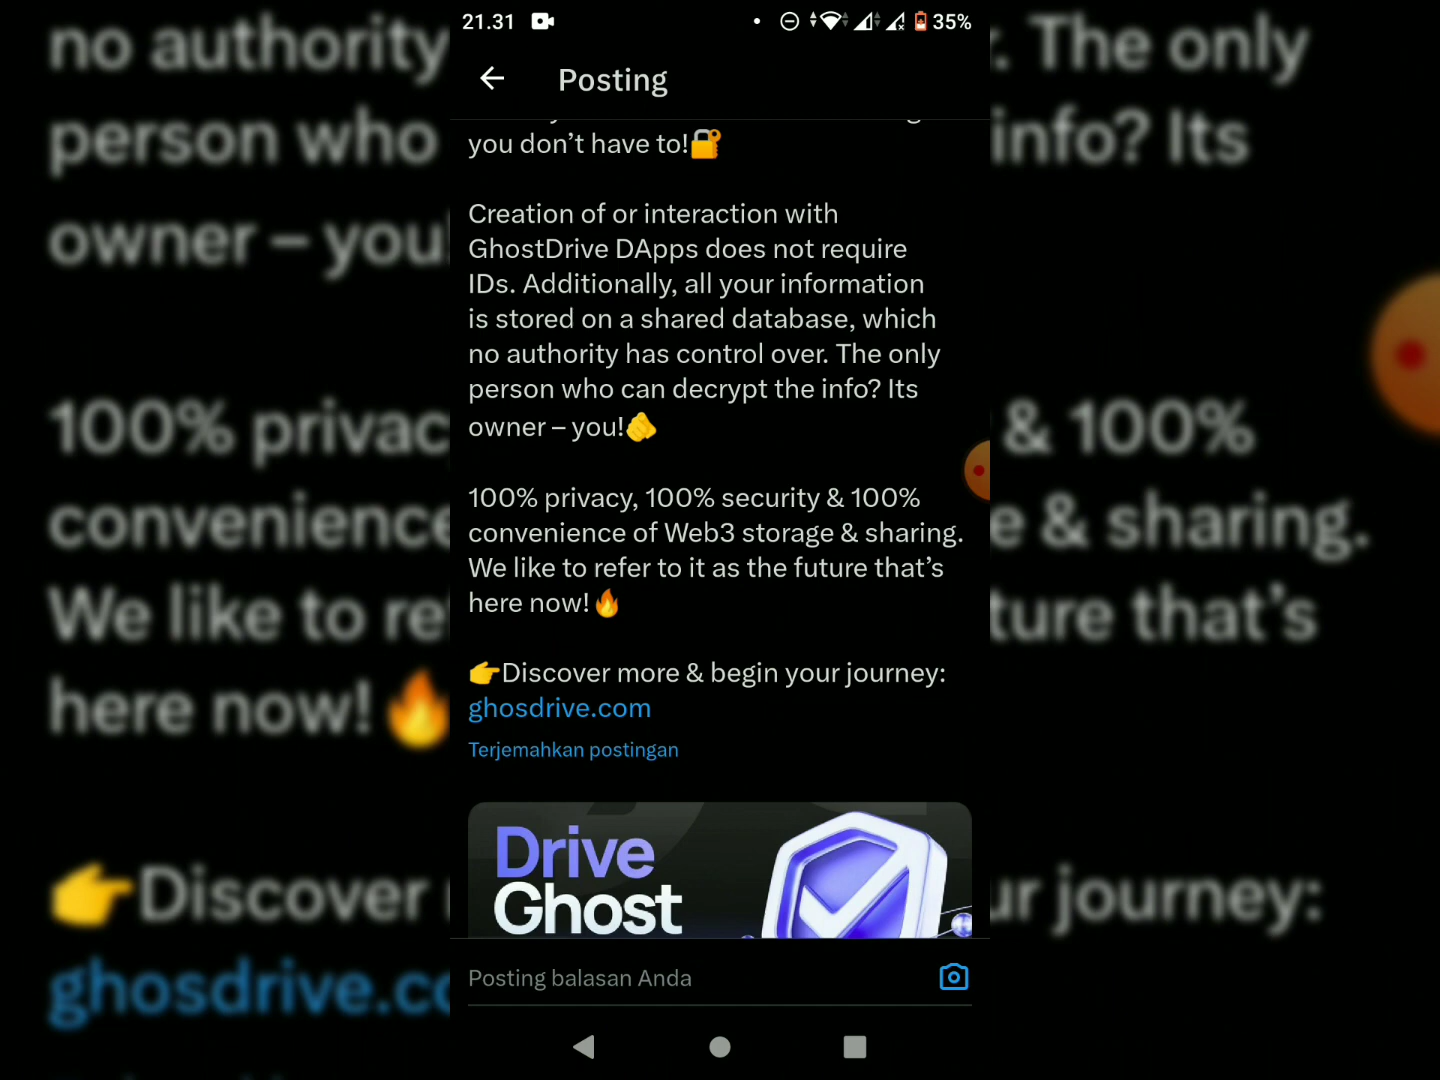 21.31
35%
Posting
you don't have to!🔐
Creation of or interaction with
GhostDrive DApps does not require
IDs. Additionally, all your information
is stored on a shared database, which
no authority has control over. The only
person who can decrypt the info? Its
owner – you!🫵
100% privacy, 100% security & 100%
convenience of Web3 storage & sharing.
We like to refer to it as the future that's
here now!🔥
👉Discover more & begin your journey:
ghosdrive.com
Terjemahkan postingan
Drive
Ghost
Posting balasan Anda